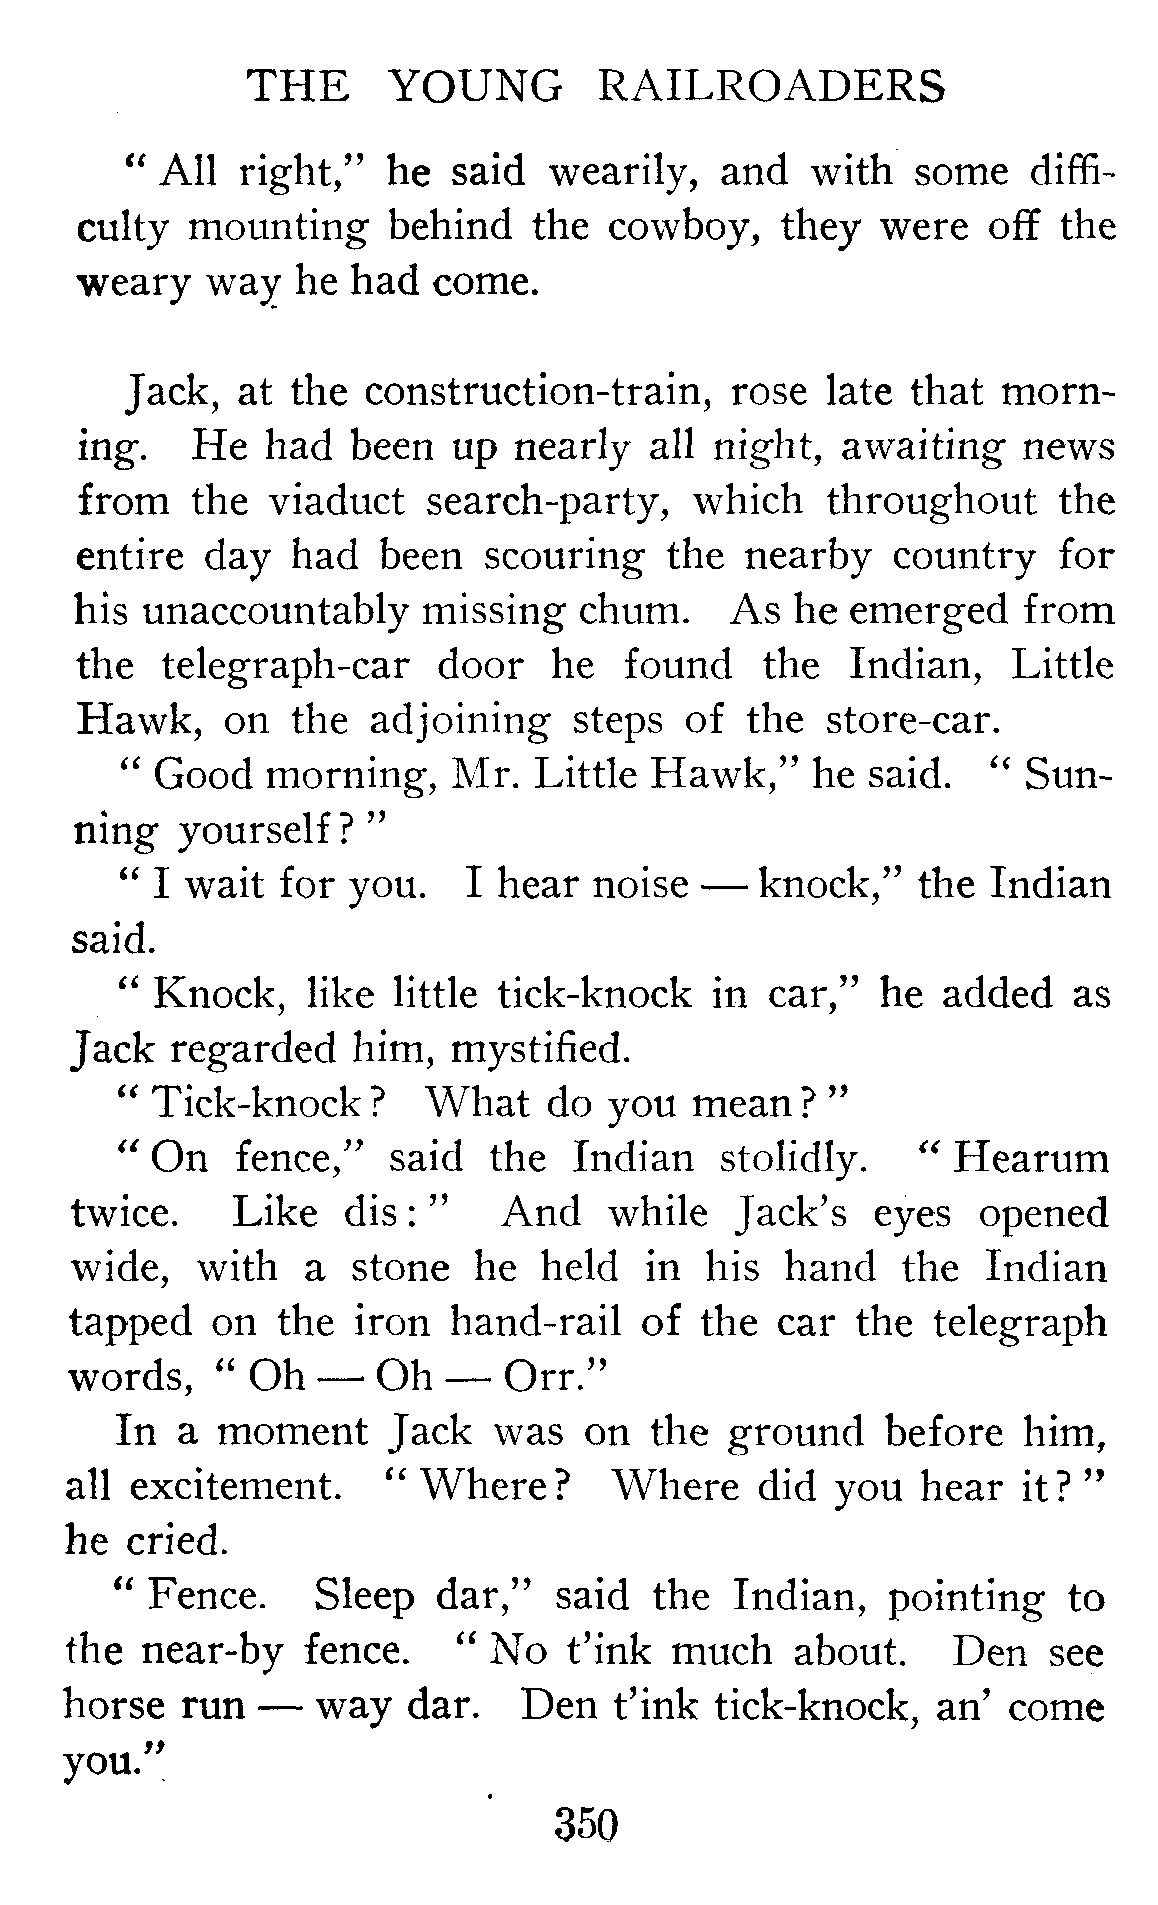 THE YOUNG RAILROADERS
“ All right,” he said wearily, and with some diffi-
culty mounting behind the cowboy, they were off the
weary way he had come.
Jack, at the construction-train, rose late that morn-
ing. He had been up nearly all night, awaiting news
from the viaduct search-party, which throughout the
entire day had been scouring the nearby country for
his unaccountably missing chum. As he emerged from
the telegraph-car door he found the Indian, Little
Hawk, on the adjoining steps of the store-car.
“ Good morning, Mr. Little Hawk,” he said. “ Sun-
ning yourself? ”
“ I wait for you. I hear noise — knock,” the Indian
said.
“ Knock, like little tick-knock in car,” he added as
Jack regarded him, mystified.
“ Tick-knock? What do you mean? ”
“ On fence,” said the Indian stolidly. “ Hearum
twice. Like dis: ” And while Jack’s eyes opened
wide, with a stone he held in his hand the Indian
tapped on the iron hand-rail of the car the telegraph
words, “ Oh — Oh — Orr.”
In a moment Jack was on the ground before him,
all excitement. “ Where? Where did you hear it? ”
he cried.
“ Fence. Sleep dar,” said the Indian, pointing to
the near-by fence. “ No t’ink much about. Den see
horse run — way dar. Den t’ink tick-knock, an’ come
you.”
350